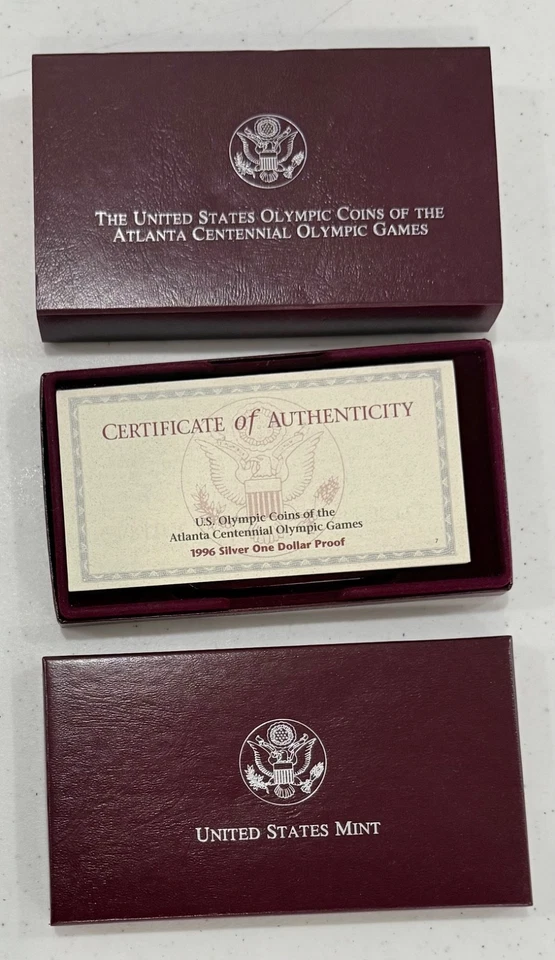 THE UNITED STATES OLYMPIC COINS OF THE
ATLANTA CENTENNIAL OLYMPIC GAMES
CERTIFICATE of AUTHENTICITY
U.S. Olympic Coins of the
Atlanta Centennial Olympic Games
1996 Silver One Dollar Proof
7
UNITED STATES MINT